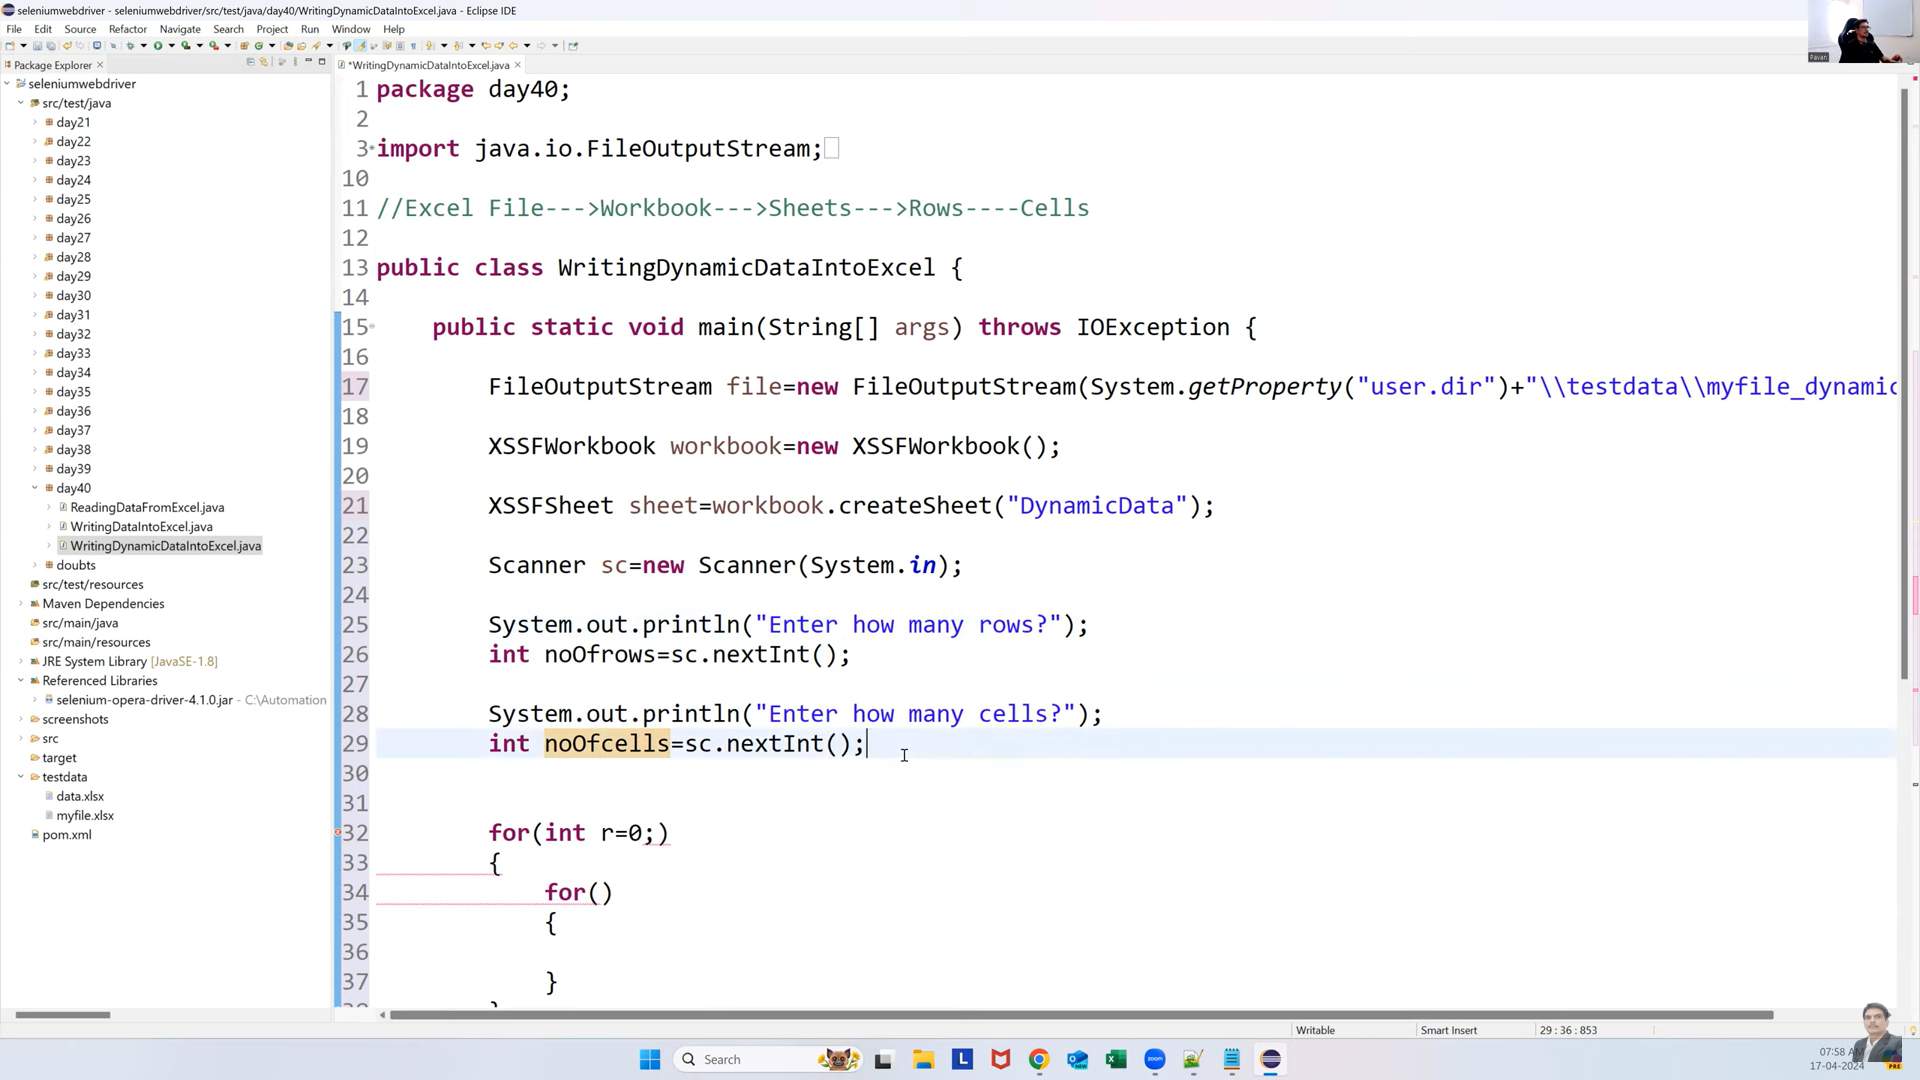 seleniumwebdriver - seleniumwebdriver/src/test/java/day40/WritingDynamicDataIntoExcel.java - Eclipse IDE
File Edit Source Refactor Navigate Search Project Run Window Help
Package Explorer
*WritingDynamicDataIntoExcel.java
seleniumwebdriver
src/test/java
day21
day22
day23
day24
day25
day26
day27
day28
day29
day30
day31
day32
day33
day34
day35
day36
day37
day38
day39
day40
ReadingDataFromExcel.java
WritingDataIntoExcel.java
WritingDynamicDataIntoExcel.java
doubts
src/test/resources
Maven Dependencies
src/main/java
src/main/resources
JRE System Library [JavaSE-1.8]
Referenced Libraries
selenium-opera-driver-4.1.0.jar - C:\Automation
screenshots
src
target
testdata
data.xlsx
myfile.xlsx
pom.xml
1 package day40;
2
3 import java.io.FileOutputStream;
10
11 //Excel File--->Workbook--->Sheets--->Rows----Cells
12
13 public class WritingDynamicDataIntoExcel {
14
15 public static void main(String[] args) throws IOException {
16
17 FileOutputStream file=new FileOutputStream(System.getProperty("user.dir")+"\\testdata\\myfile_dynamic
18
19 XSSFWorkbook workbook=new XSSFWorkbook();
20
21 XSSFSheet sheet=workbook.createSheet("DynamicData");
22
23 Scanner sc=new Scanner(System.in);
24
25 System.out.println("Enter how many rows?");
26 int noOfrows=sc.nextInt();
27
28 System.out.println("Enter how many cells?");
29 int noOfcells=sc.nextInt();
30
31
32 for(int r=0;)
33 {
34 for()
35 {
36
37 }
Writable Smart Insert 29 : 36 : 853
Search
07:58 AM
17-04-2024
Pavan
PRE